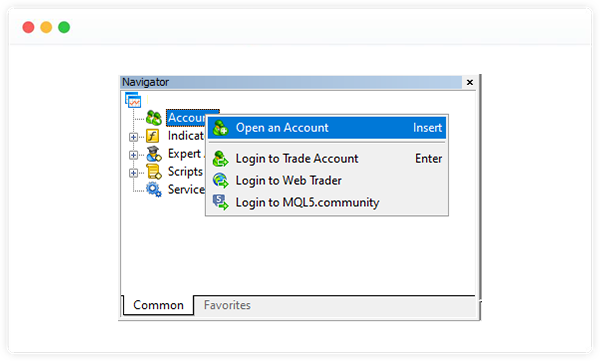 Navigator
Accou
Open an Account Insert
Indicat
Expert
Login to Trade Account Enter
Scripts
Login to Web Trader
Service
Login to MQL5.community
Common Favorites